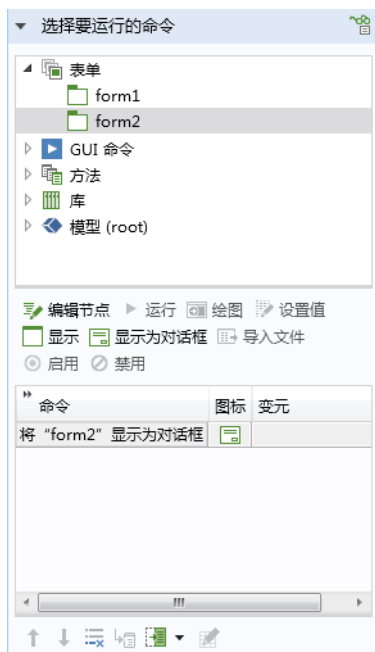 选择要运行的命令
表单
form1
form2
GUI 命令
方法
库
模型 (root)
编辑节点 运行 绘图 设置值
显示 显示为对话框 导入文件
启用 禁用
命令 图标 变元
将 “form2” 显示为对话框